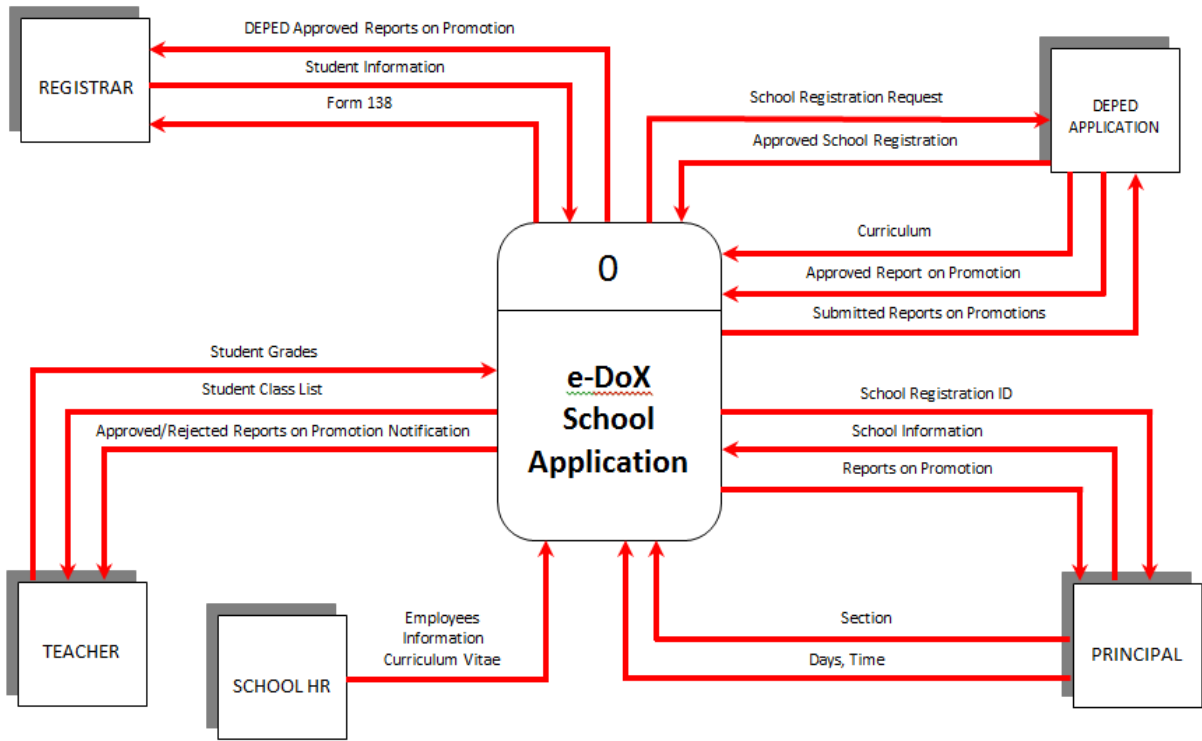 DEPED Approved Reports on Promotion
Student Information
Form 138
REGISTRAR
School Registration Request
Approved School Registration
DEPED
APPLICATION
Curriculum
Approved Report on Promotion
Submitted Reports on Promotions
0
e-DoX
School
Application
Student Grades
Student Class List
Approved/Rejected Reports on Promotion Notification
School Registration ID
School Information
Reports on Promotion
TEACHER
SCHOOL HR
Employees
Information
Curriculum Vitae
Section
Days, Time
PRINCIPAL